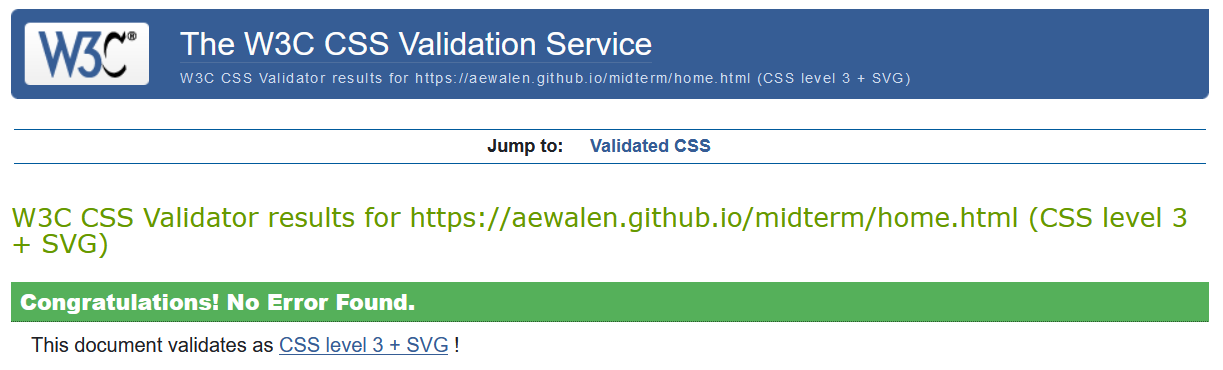 W3C®
The W3C CSS Validation Service
W3C CSS Validator results for https://aewalen.github.io/midterm/home.html (CSS level 3 + SVG)
Jump to: Validated CSS
W3C CSS Validator results for https://aewalen.github.io/midterm/home.html (CSS level 3
+ SVG)
Congratulations! No Error Found.
This document validates as CSS level 3 + SVG !